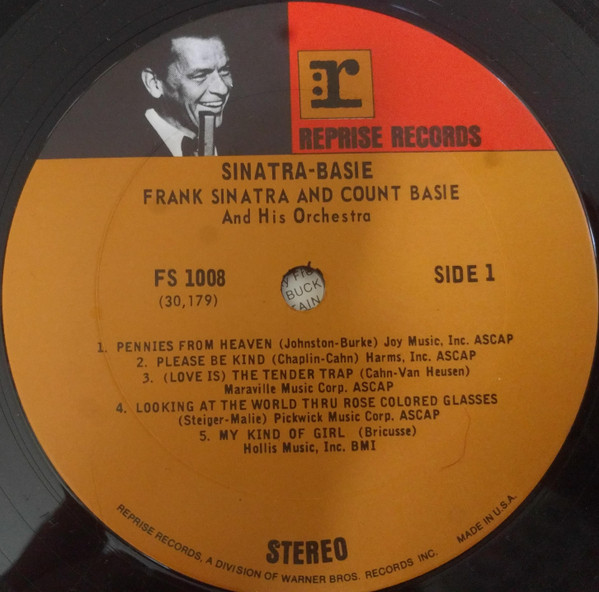 r
REPRISE RECORDS
SINATRA-BASIE
FRANK SINATRA AND COUNT BASIE
And His Orchestra
FS 1008
SIDE 1
(30,179)
BUCK
1. PENNIES FROM HEAVEN (Johnston-Burke) Joy Music, Inc. ASCAP
2. PLEASE BE KIND (Chaplin-Cahn) Harms, Inc. ASCAP
3. (LOVE IS) THE TENDER TRAP (Cahn-Van Heusen)
Maraville Music Corp. ASCAP
4. LOOKING AT THE WORLD THRU ROSE COLORED GLASSES
(Steiger-Malie) Pickwick Music Corp. ASCAP
5. MY KIND OF GIRL (Bricusse)
Hollis Music, Inc. BMI
STEREO
REPRISE RECORDS, A DIVISION OF WARNER BROS. RECORDS INC. MADE IN U.S.A.